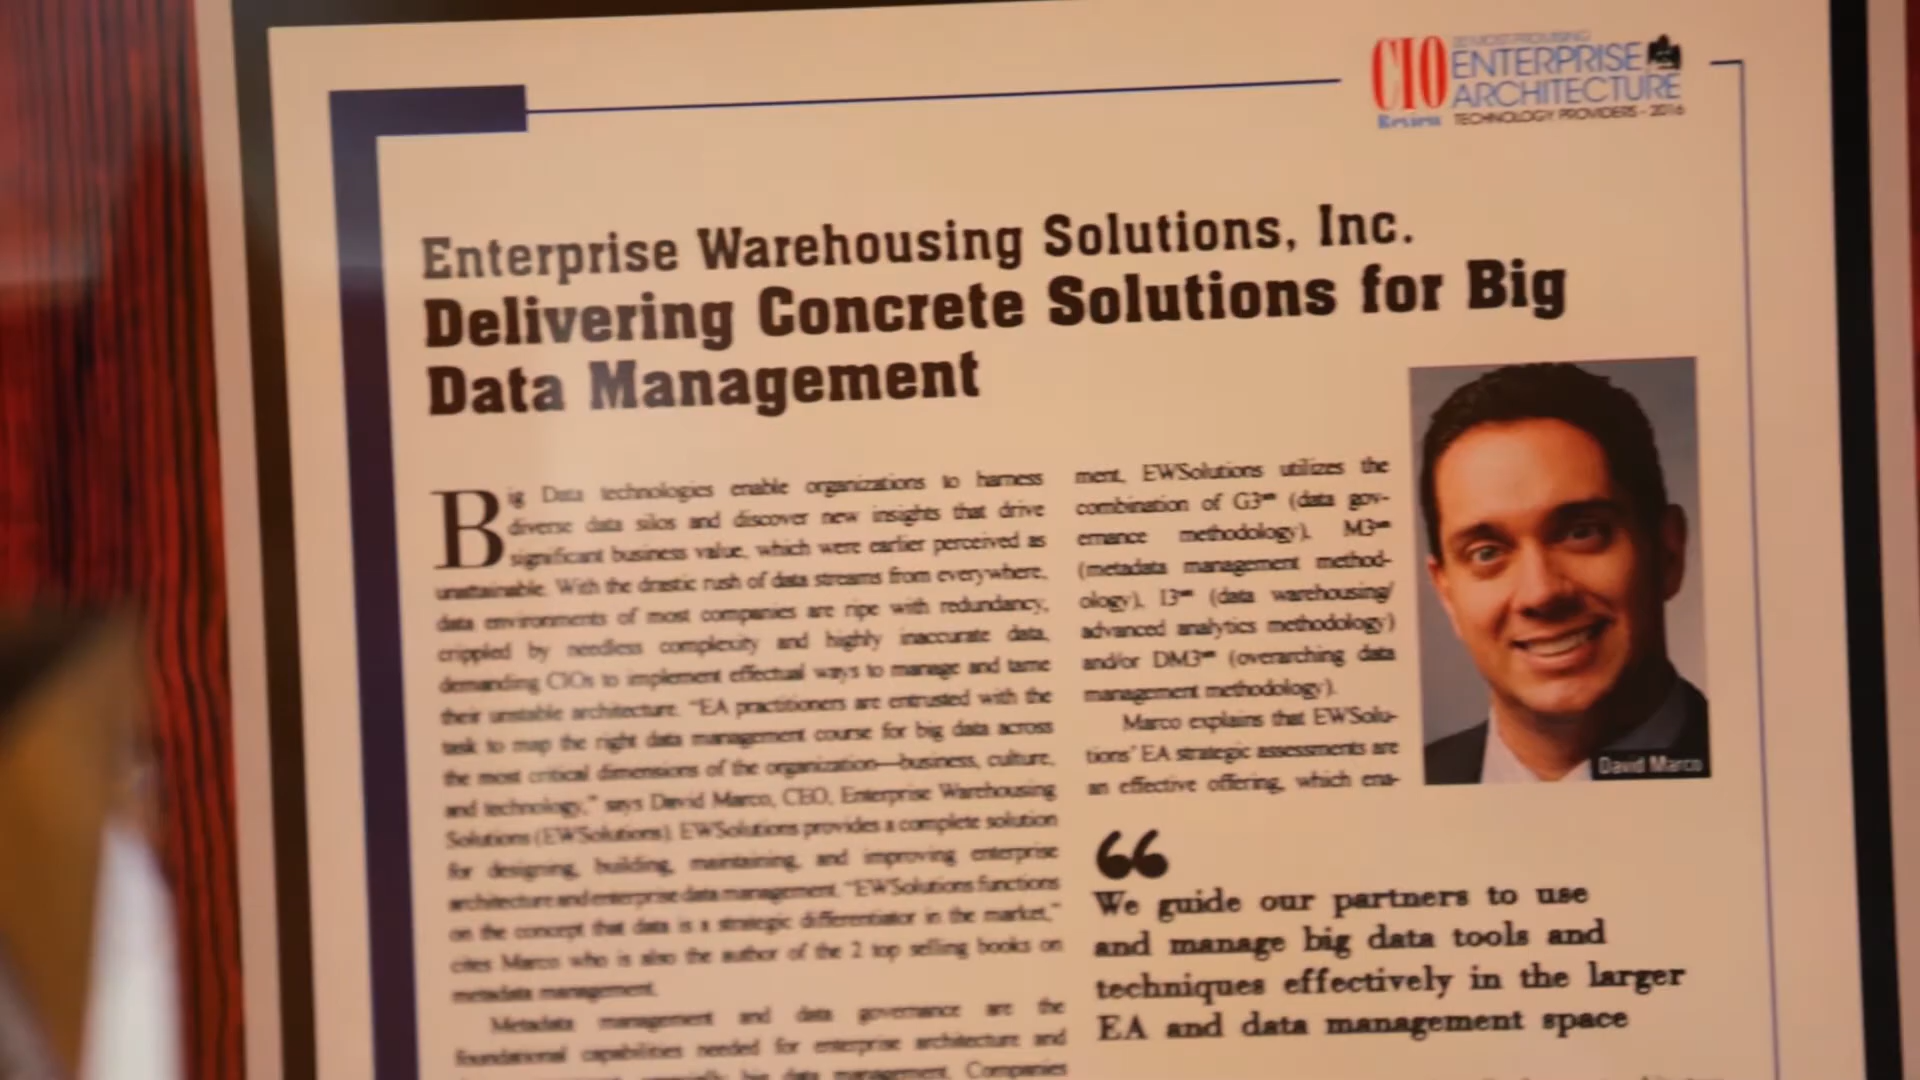 CIO
Review
20 MOST PROMISING
ENTERPRISE
ARCHITECTURE
TECHNOLOGY PROVIDERS - 2016
Enterprise Warehousing Solutions, Inc.
Delivering Concrete Solutions for Big
Data Management
Big Data technologies enable organizations to harness
diverse data silos and discover new insights that drive
significant business value, which were earlier perceived as
unattainable. With the drastic rush of data streams from everywhere,
data environments of most companies are ripe with redundancy,
crippled by needless complexity and highly inaccurate data,
demanding CIOs to implement effectual ways to manage and tame
their unstable architecture. “EA practitioners are entrusted with the
task to map the right data management course for big data across
the most critical dimensions of the organization—business, culture,
and technology,” says David Marco, CEO, Enterprise Warehousing
Solutions (EWSolutions). EWSolutions provides a complete solution
for designing, building, maintaining, and improving enterprise
architecture and enterprise data management. “EWSolutions functions
on the concept that data is a strategic differentiator in the market,”
cites Marco who is also the author of the 2 top selling books on
metadata management.
Metadata management and data governance are the
foundational capabilities needed for enterprise architecture and
big data management. Companies
ment, EWSolutions utilizes the
combination of G3℠ (data gov-
ernance methodology), M3℠
(metadata management method-
ology), I3℠ (data warehousing/
advanced analytics methodology)
and/or DM3℠ (overarching data
management methodology).
Marco explains that EWSolu-
tions’ EA strategic assessments are
an effective offering, which ena-
David Marco
“
We guide our partners to use
and manage big data tools and
techniques effectively in the larger
EA and data management space